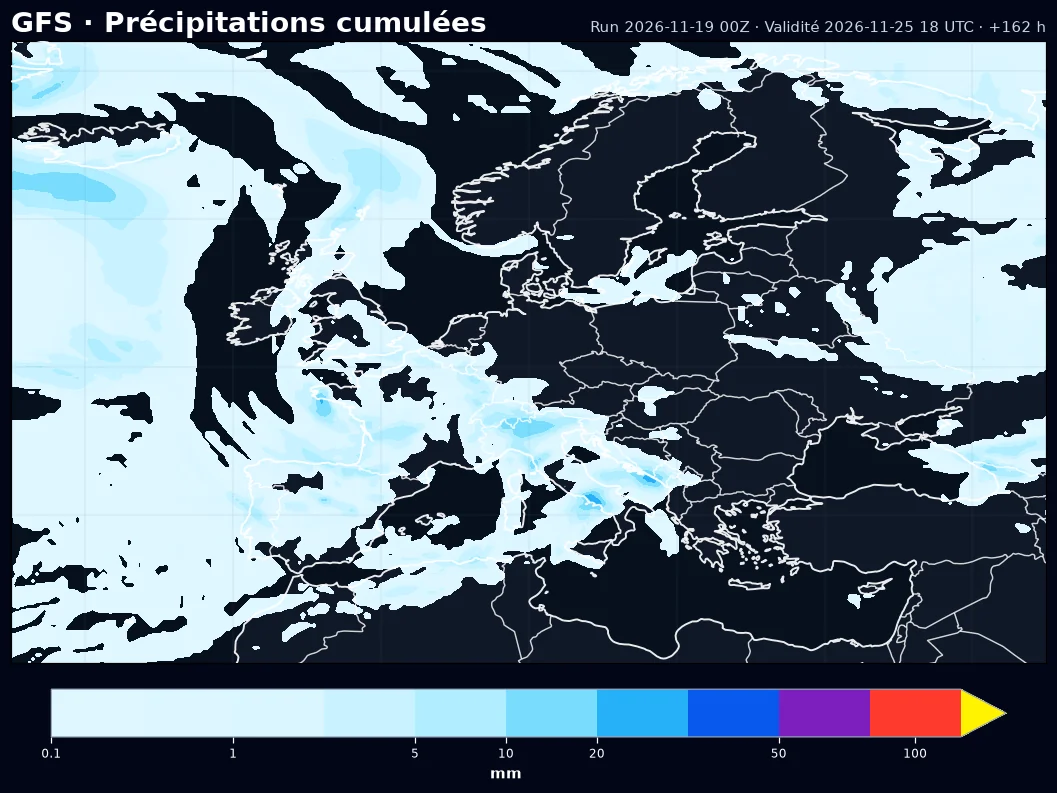 GFS · Précipitations cumulées
Run 2026-11-19 00Z · Validité 2026-11-25 18 UTC · +162 h
0.1 1 5 10 20 50 100
mm